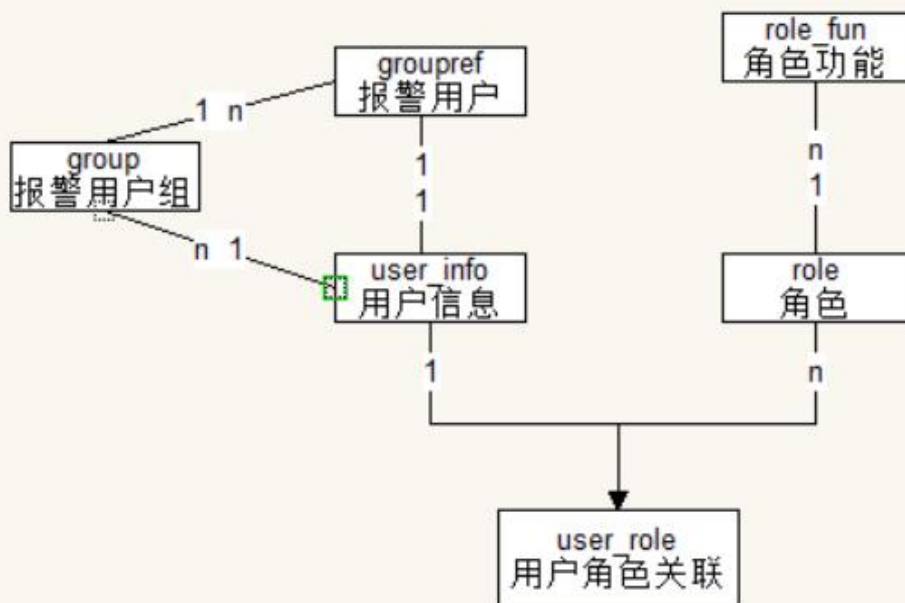 role_fun
角色功能
groupref
报警用户
1 n
group
报警用户组
n
1
1
1
n 1
user_info
用户信息
role
角色
1
n
user_role
用户角色关联